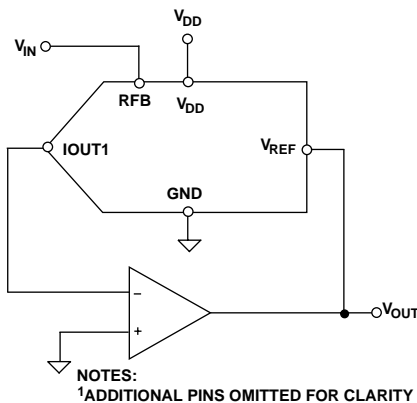 VDD
VIN
RFB
VDD
IOUT1
VREF
GND
−
+
VOUT
NOTES:
1ADDITIONAL PINS OMITTED FOR CLARITY